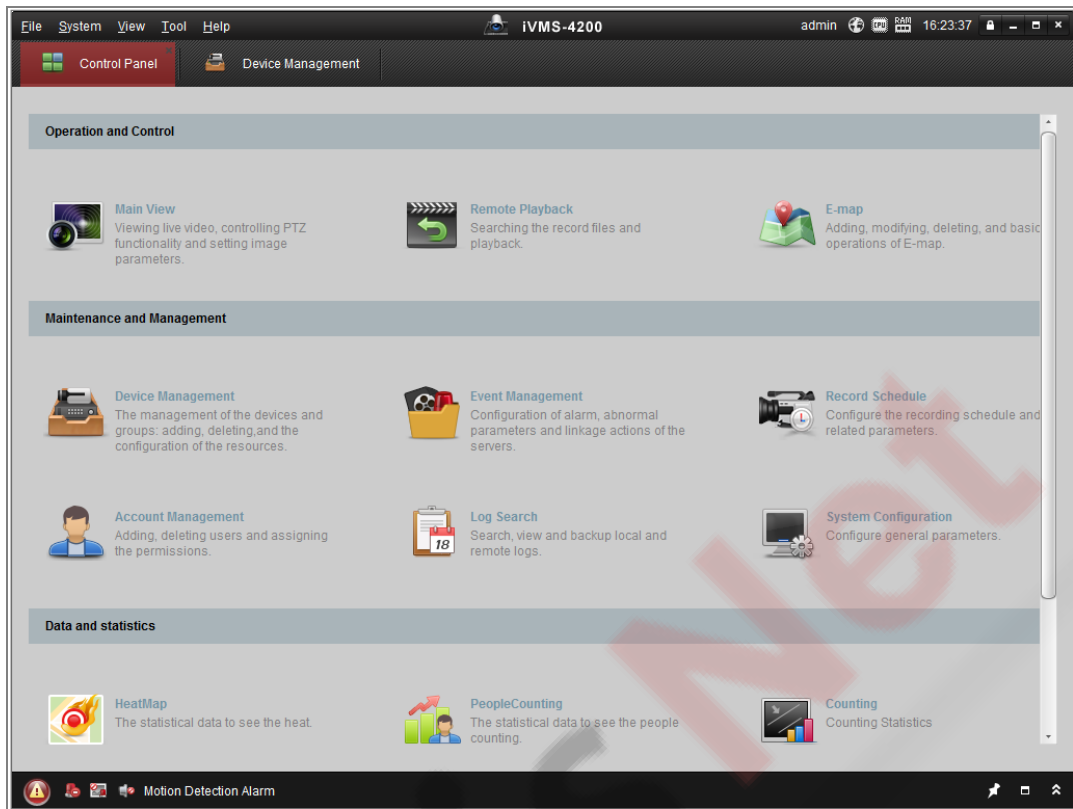 File System View Tool Help iVMS-4200 admin CPU RAM 16:23:37
Control Panel Device Management
Operation and Control
Main View
Viewing live video, controlling PTZ
functionality and setting image
parameters.
Remote Playback
Searching the record files and
playback.
E-map
Adding, modifying, deleting, and basic
operations of E-map.
Maintenance and Management
Device Management
The management of the devices and
groups: adding, deleting,and the
configuration of the resources.
Event Management
Configuration of alarm, abnormal
parameters and linkage actions of the
servers.
Record Schedule
Configure the recording schedule and
related parameters.
Account Management
Adding, deleting users and assigning
the permissions.
18
Log Search
Search, view and backup local and
remote logs.
System Configuration
Configure general parameters.
Data and statistics
HeatMap
The statistical data to see the heat.
PeopleCounting
The statistical data to see the people
counting.
Counting
Counting Statistics
Motion Detection Alarm
Net